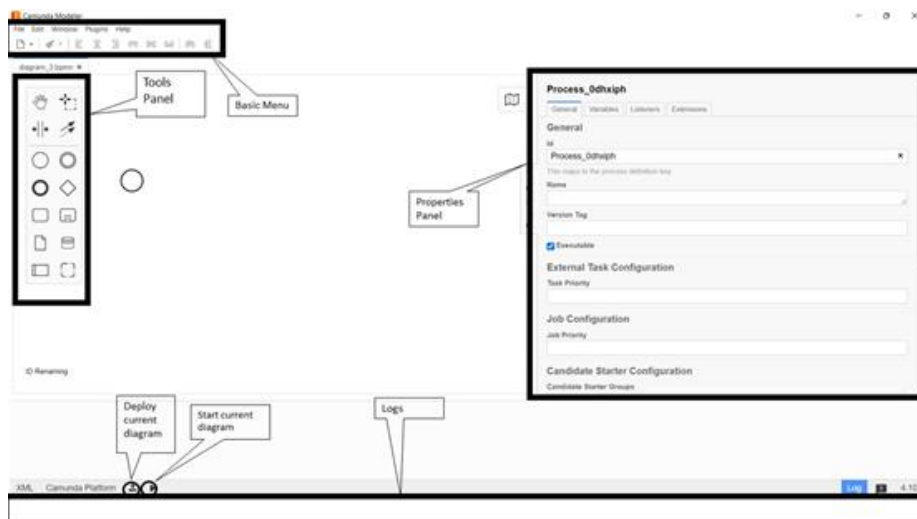 Camunda Modeler
File Edit Window Plugins Help
diagram_3.bpmn
Tools
Panel
Basic Menu
Properties
Panel
Process_0dhxiph
General Variables Listeners Extensions
General
Id
Process_0dhxiph
This maps to the process definition key.
Name
Version Tag
Executable
External Task Configuration
Task Priority
Job Configuration
Job Priority
Candidate Starter Configuration
Candidate Starter Groups
ID Renaming
Deploy
current
diagram
Start current
diagram
Logs
XML Camunda Platform
Log
4.10